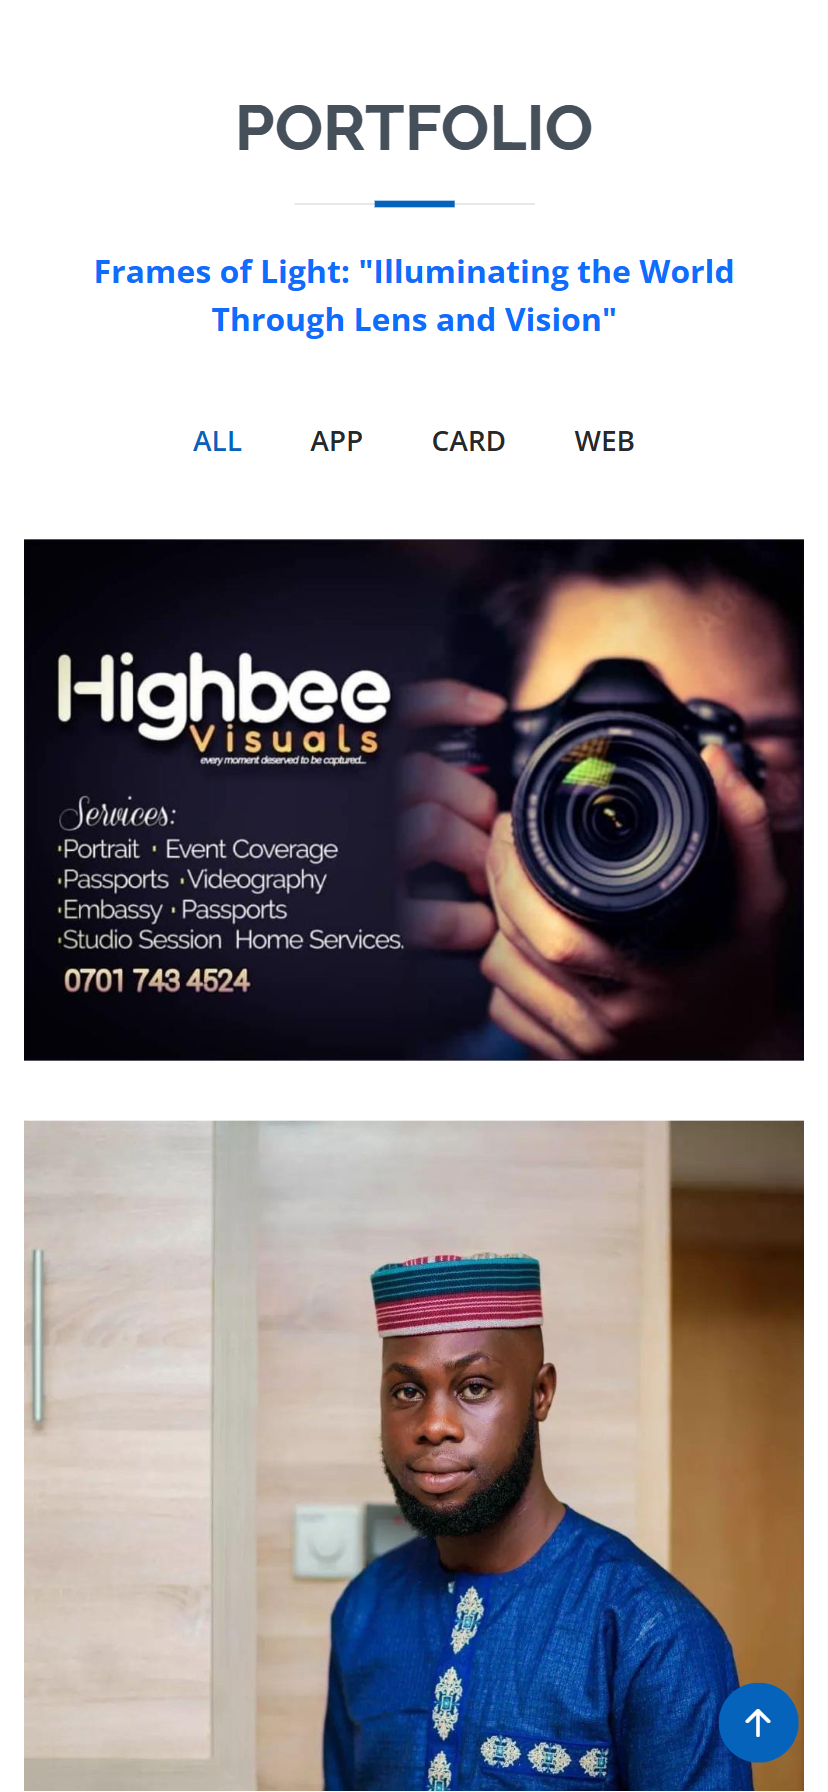 PORTFOLIO
Frames of Light: "Illuminating the World
Through Lens and Vision"
ALL APP CARD WEB
Highbee
Visuals
every moment deserved to be captured...
Services:
·Portrait · Event Coverage
·Passports ·Videography
·Embassy · Passports
·Studio Session Home Services.
0701 743 4524